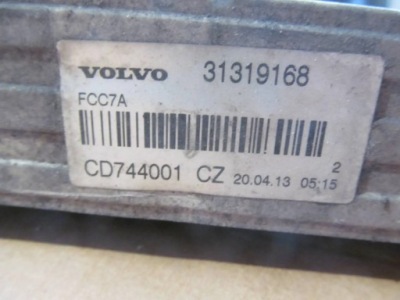 VOLVO 31319168
FCC7A
2
CD744001 CZ 20.04.13 05:15